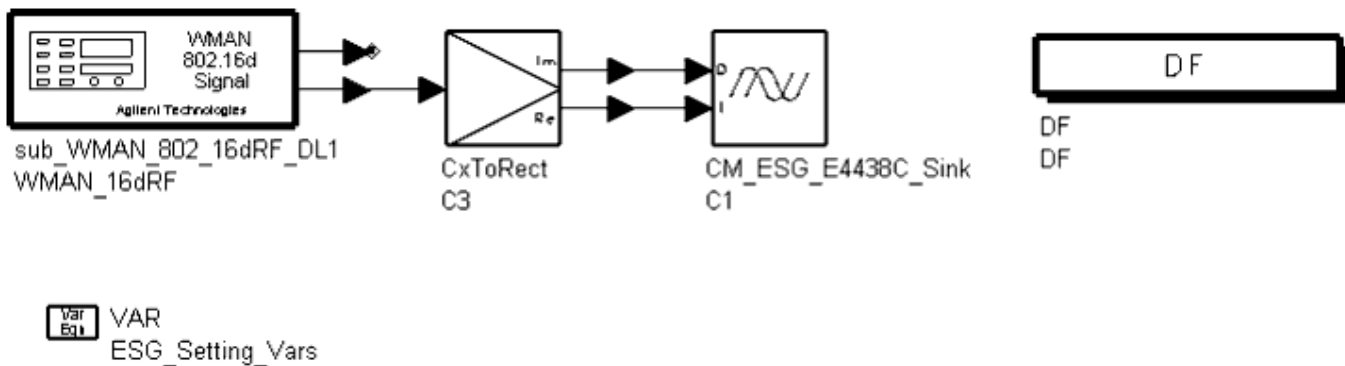 WMAN
802.16d
Signal
Agilent Technologies
sub_WMAN_802_16dRF_DL1
WMAN_16dRF
Im
Re
CxToRect
C3
Q
I
CM_ESG_E4438C_Sink
C1
DF
DF
DF
Var
Eqn
VAR
ESG_Setting_Vars